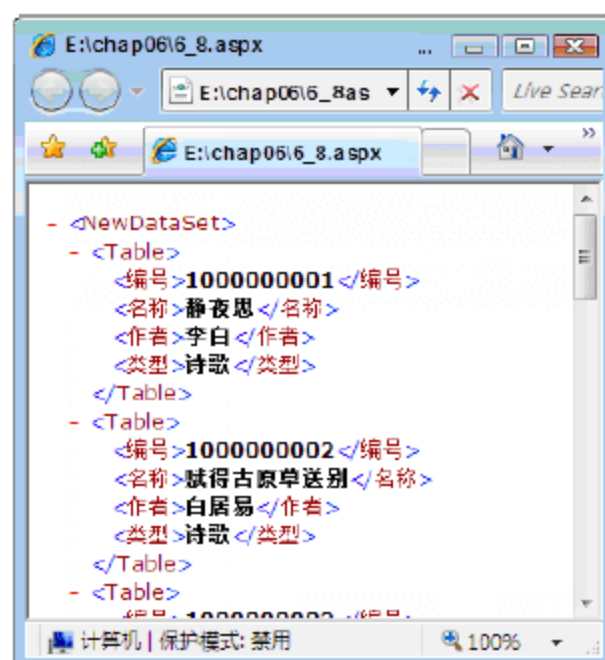 E:\chap06\6_8.aspx ...
E:\chap06\6_8as Live Sear
E:\chap06\6_8.aspx »
- <NewDataSet>
- <Table>
<编号>1000000001</编号>
<名称>静夜思</名称>
<作者>李白</作者>
<类型>诗歌</类型>
</Table>
- <Table>
<编号>1000000002</编号>
<名称>赋得古原草送别</名称>
<作者>白居易</作者>
<类型>诗歌</类型>
</Table>
- <Table>
计算机 | 保护模式: 禁用 100%